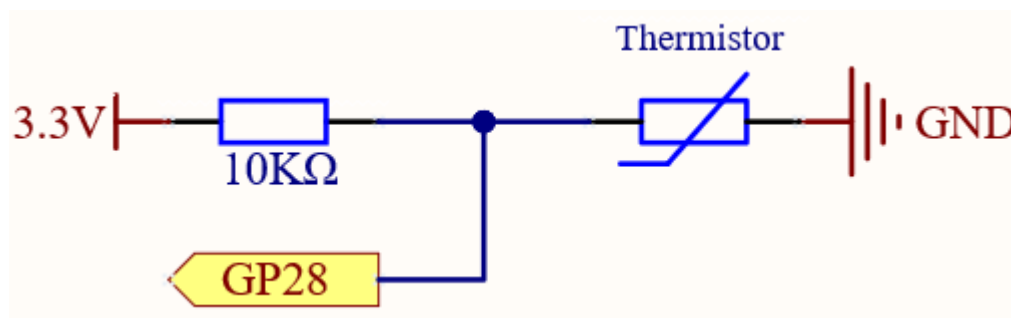 Thermistor
3.3V
GND
10KΩ
GP28